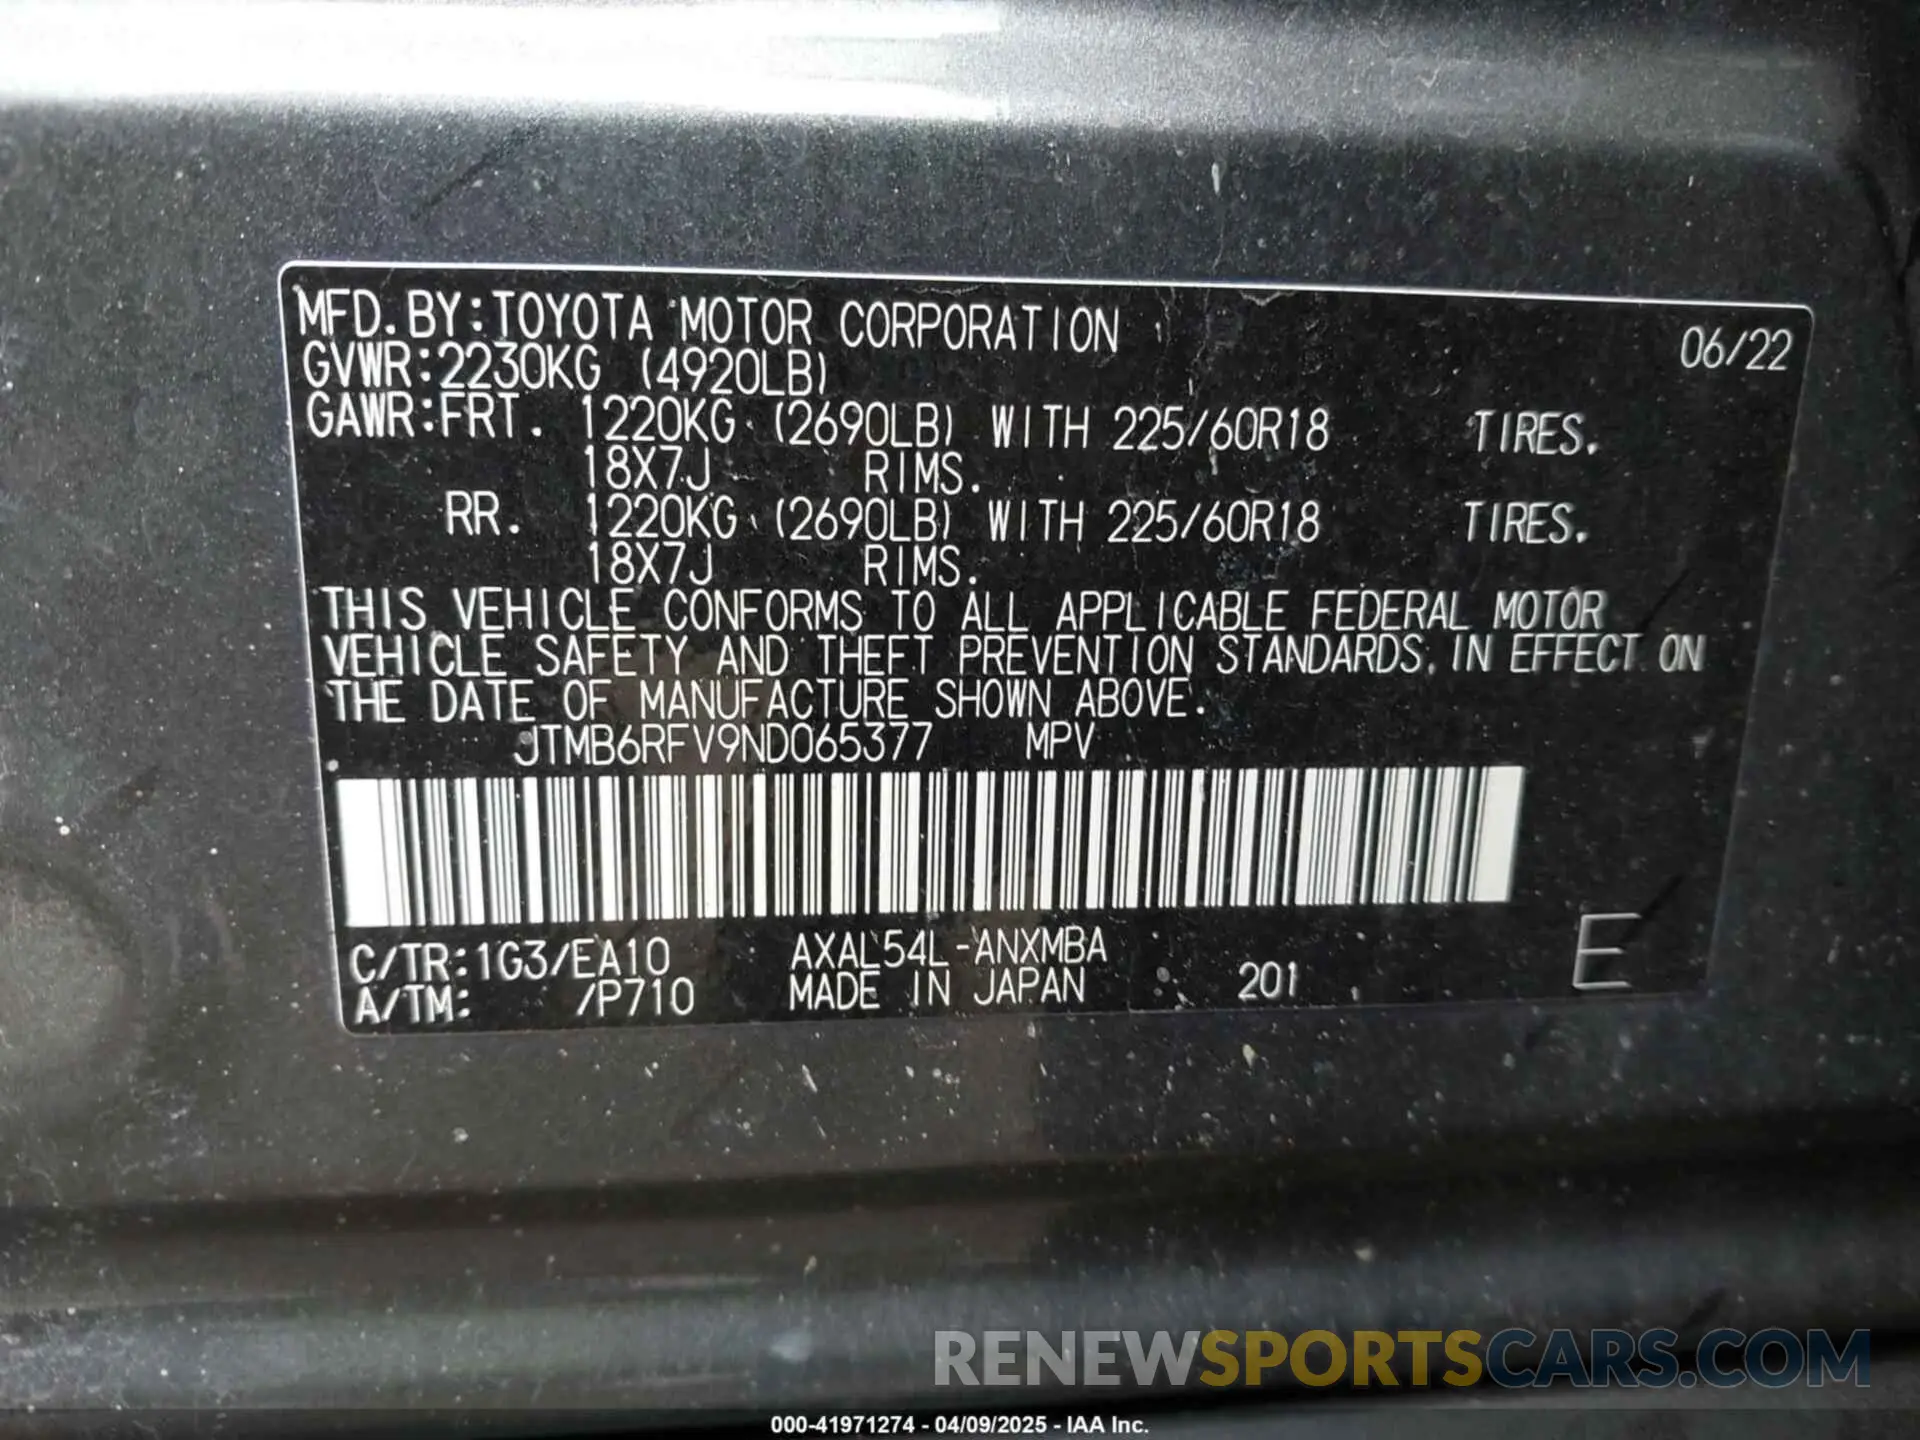 MFD. BY: TOYOTA MOTOR CORPORATION 06/22
GVWR: 2230KG (4920LB)
GAWR: FRT. 1220KG (2690LB) WITH 225/60R18 TIRES.
18X7J RIMS.
RR. 1220KG (2690LB) WITH 225/60R18 TIRES.
18X7J RIMS.
THIS VEHICLE CONFORMS TO ALL APPLICABLE FEDERAL MOTOR
VEHICLE SAFETY AND THEFT PREVENTION STANDARDS IN EFFECT ON
THE DATE OF MANUFACTURE SHOWN ABOVE.
JTMB6RFV9ND065377 MPV
C/TR: 1G3/EA10 AXAL54L-ANXMBA
A/TM: /P710 MADE IN JAPAN 201 E
RENEWSPORTSCARS.COM
000-41971274 - 04/09/2025 - IAA Inc.